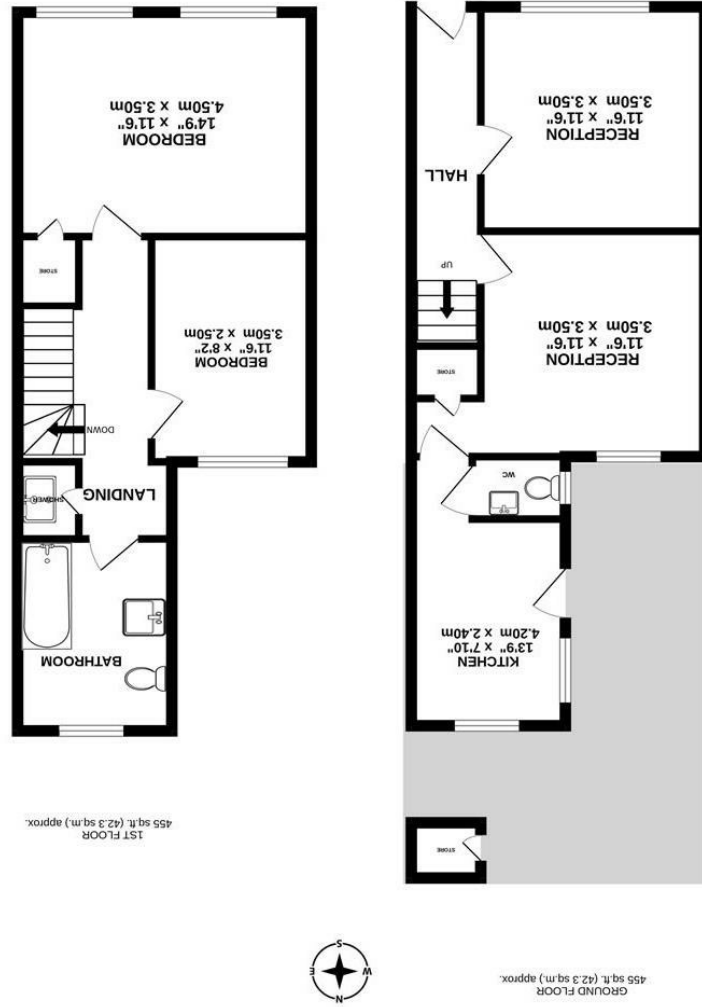 GROUND FLOOR
455 sq.ft. (42.3 sq.m.) approx.
N
W
E
S
STORE
KITCHEN
13'9" x 7'10"
4.20m x 2.40m
WC
STORE
RECEPTION
11'6" x 11'6"
3.50m x 3.50m
UP
HALL
RECEPTION
11'6" x 11'6"
3.50m x 3.50m
1ST FLOOR
455 sq.ft. (42.3 sq.m.) approx.
BATHROOM
LANDING
SHOWER
DOWN
BEDROOM
11'6" x 8'2"
3.50m x 2.50m
STORE
BEDROOM
14'9" x 11'6"
4.50m x 3.50m